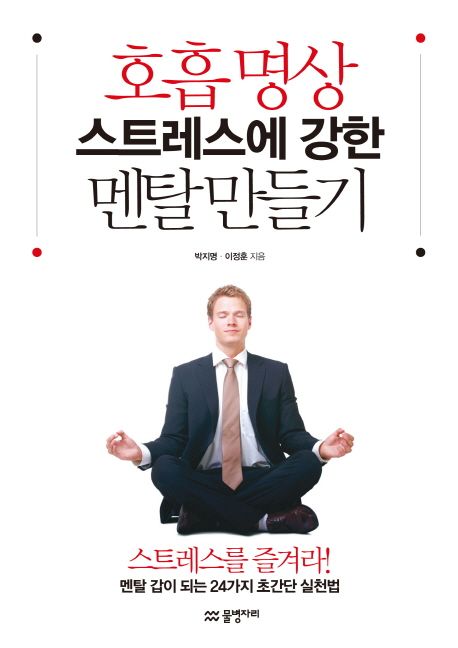 호흡 명상
스트레스에 강한
멘탈 만들기
박지명 · 이정훈 지음
스트레스를 즐겨라!
멘탈 갑이 되는 24가지 초간단 실천법
물병자리